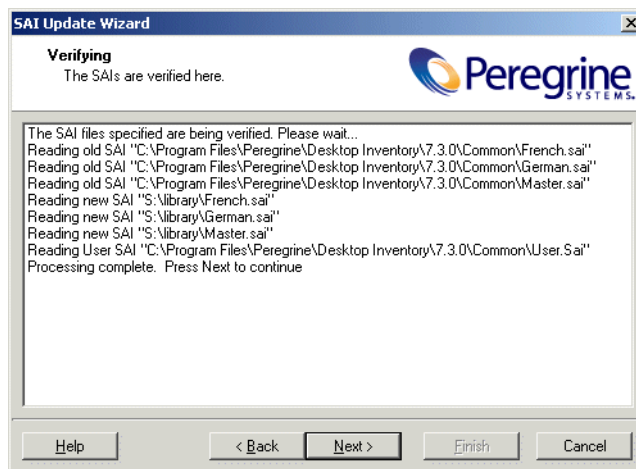 SAI Update Wizard
Verifying
The SAIs are verified here.
Peregrine
SYSTEMS
The SAI files specified are being verified. Please wait...
Reading old SAI "C:\Program Files\Peregrine\Desktop Inventory\7.3.0\Common\French.sai"
Reading old SAI "C:\Program Files\Peregrine\Desktop Inventory\7.3.0\Common\German.sai"
Reading old SAI "C:\Program Files\Peregrine\Desktop Inventory\7.3.0\Common\Master.sai"
Reading new SAI "S:\library\French.sai"
Reading new SAI "S:\library\German.sai"
Reading new SAI "S:\library\Master.sai"
Reading User SAI "C:\Program Files\Peregrine\Desktop Inventory\7.3.0\Common\User.Sai"
Processing complete.  Press Next to continue
Help < Back Next > Finish Cancel